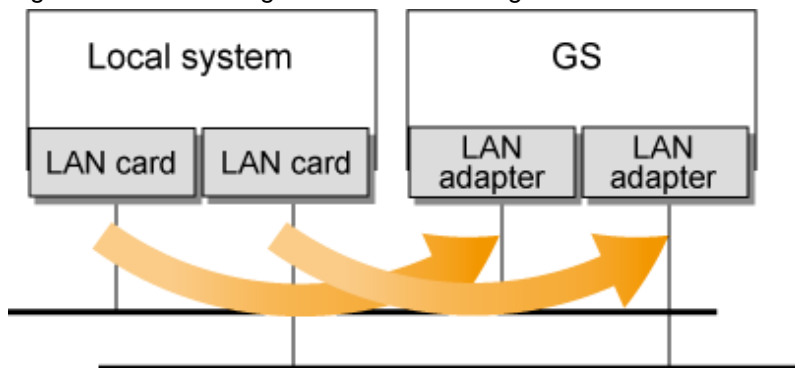 Local system
GS
LAN card
LAN card
LAN
adapter
LAN
adapter